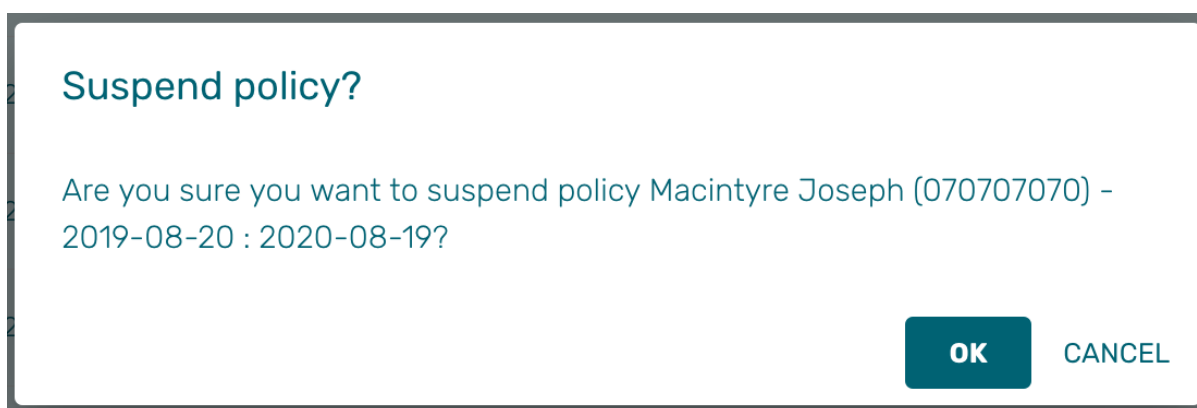 Suspend policy?
Are you sure you want to suspend policy Macintyre Joseph (070707070) -
2019-08-20 : 2020-08-19?
OK CANCEL